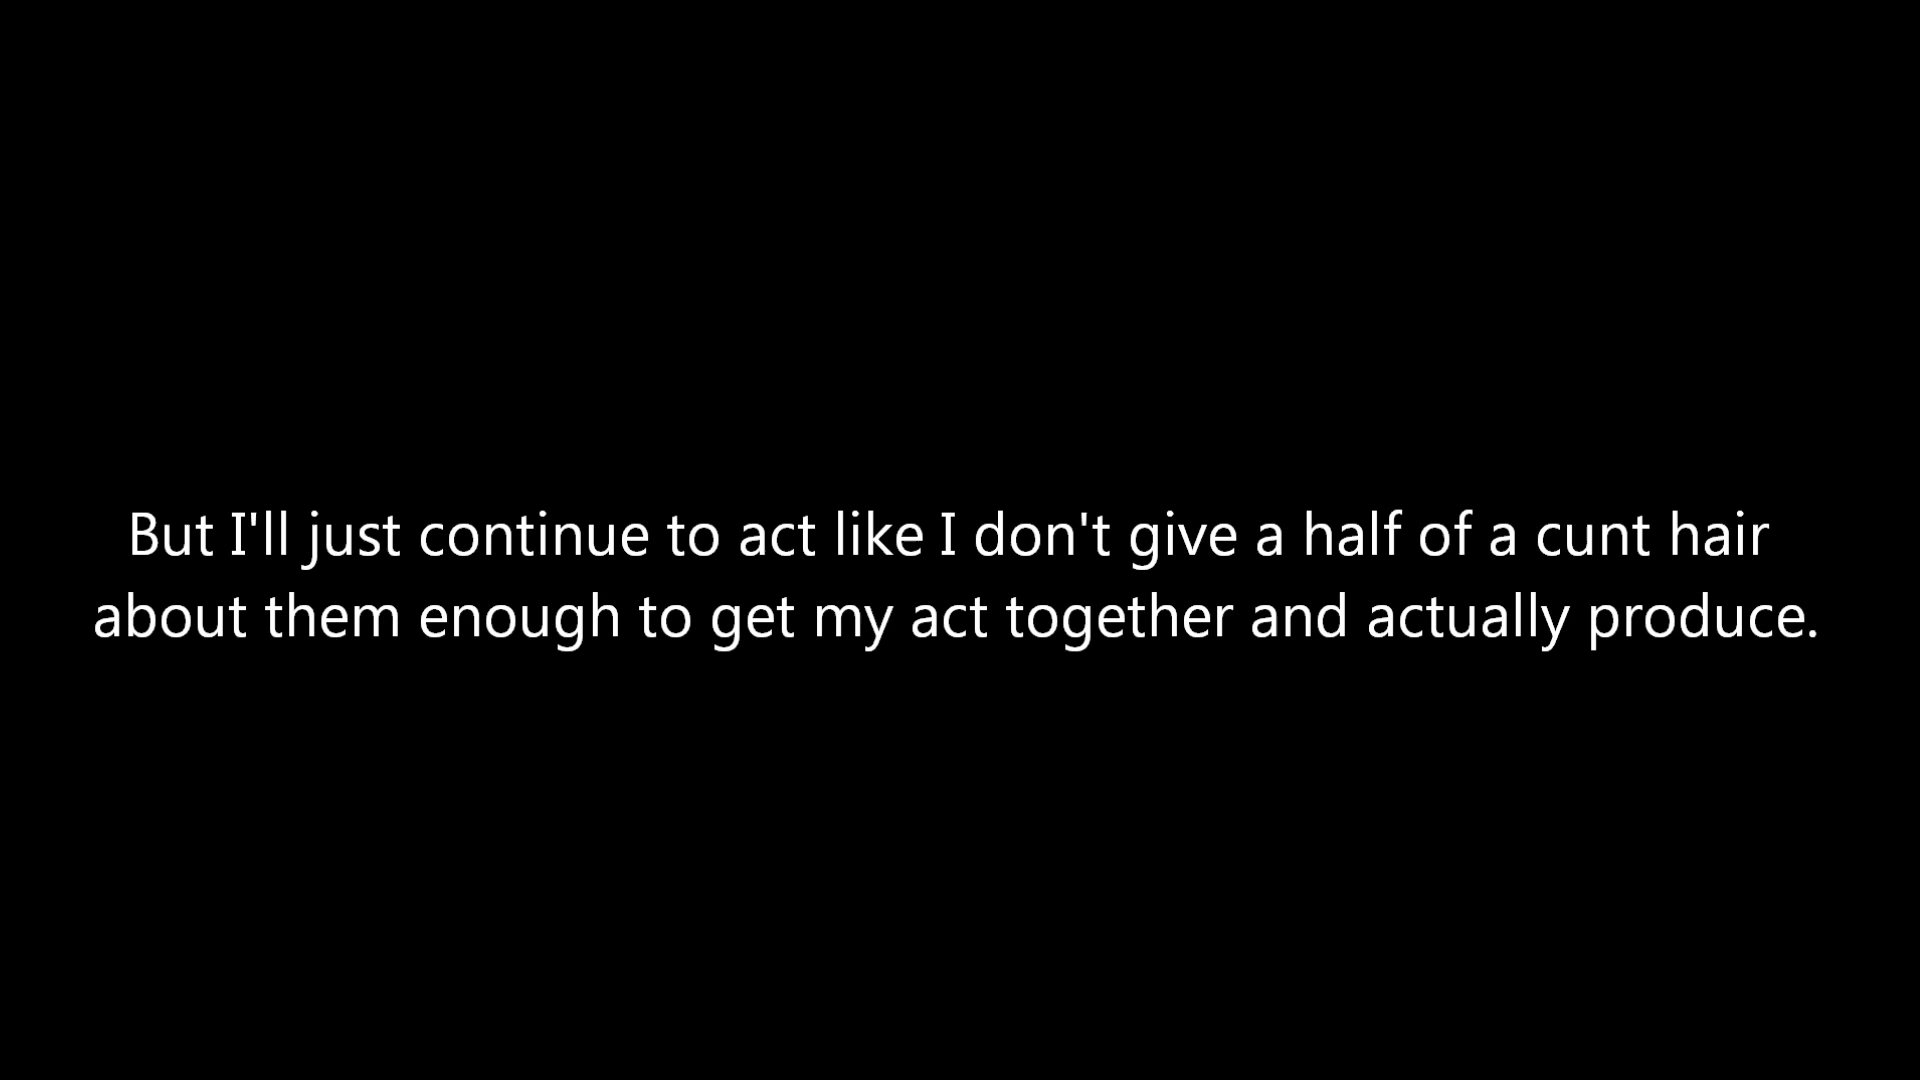 But I'll just continue to act like I don't give a half of a cunt hair
about them enough to get my act together and actually produce.